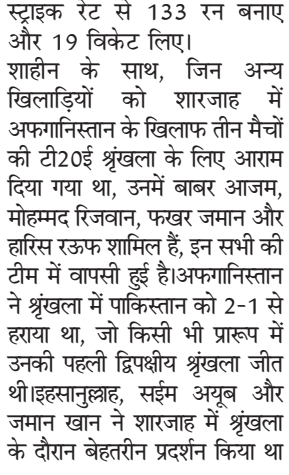 स्ट्राइक रेट से 133 रन बनाए
और 19 विकेट लिए।
शाहीन के साथ, जिन अन्य
खिलाड़ियों को शारजाह में
अफगानिस्तान के खिलाफ तीन मैचों
की टी20ई श्रृंखला के लिए आराम
दिया गया था, उनमें बाबर आजम,
मोहम्मद रिजवान, फखर जमान और
हारिस रऊफ शामिल हैं, इन सभी की
टीम में वापसी हुई है।अफगानिस्तान
ने श्रृंखला में पाकिस्तान को 2-1 से
हराया था, जो किसी भी प्रारूप में
उनकी पहली द्विपक्षीय श्रृंखला जीत
थी।इहसानुल्लाह, सईम अयूब और
जमान खान ने शारजाह में श्रृंखला
के दौरान बेहतरीन प्रदर्शन किया था